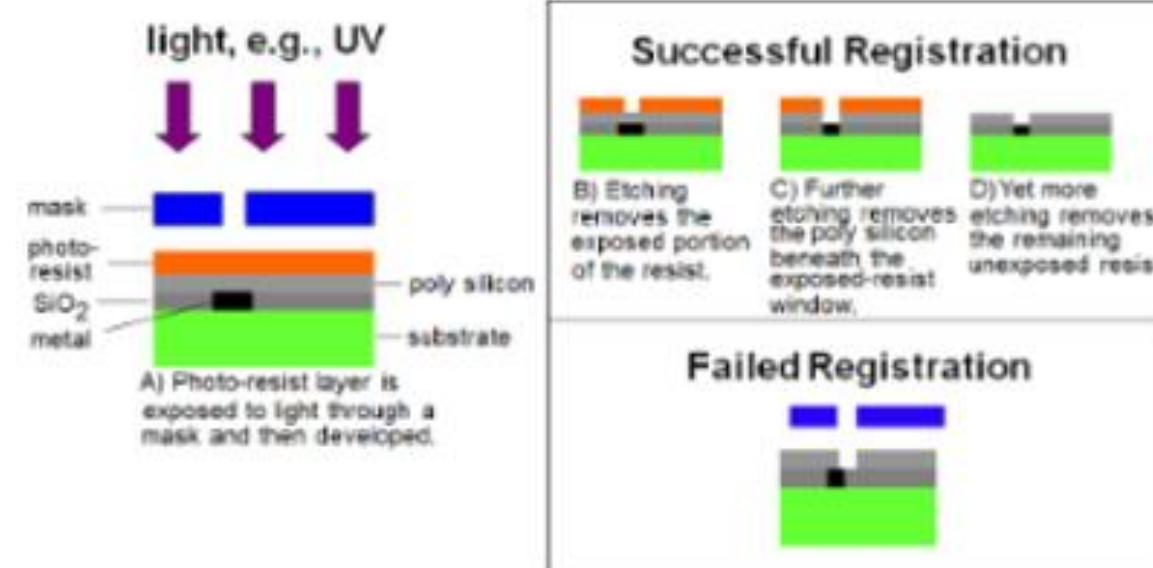 light, e.g., UV
mask
photo-
resist
SiO2
metal
poly silicon
substrate
A) Photo-resist layer is
exposed to light through a
mask and then developed.
Successful Registration
B) Etching
removes the
exposed portion
of the resist.
C) Further
etching removes
the poly silicon
beneath the
exposed-resist
window.
D) Yet more
etching removes
the remaining
unexposed resis
Failed Registration